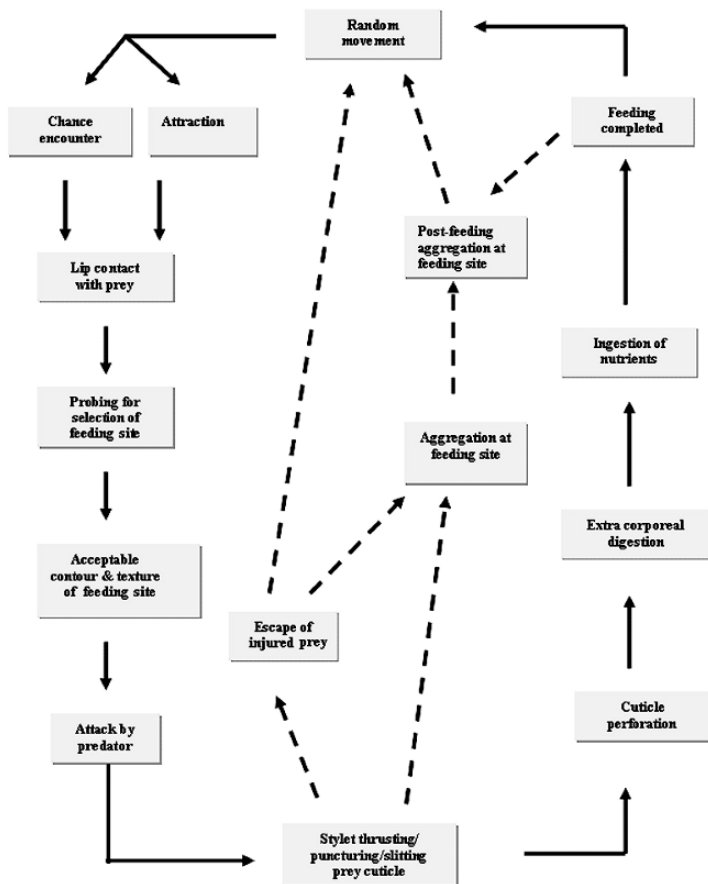 Random
movement
Chance
encounter
Attraction
Feeding
completed
Post-feeding
aggregation at
feeding site
Lip contact
with prey
Ingestion of
nutrients
Probing for
selection of
feeding site
Aggregation at
feeding site
Extra corporeal
digestion
Acceptable
contour & texture
of feeding site
Escape of
injured prey
Cuticle
perforation
Attack by
predator
Stylet thrusting/
puncturing/slitting
prey cuticle